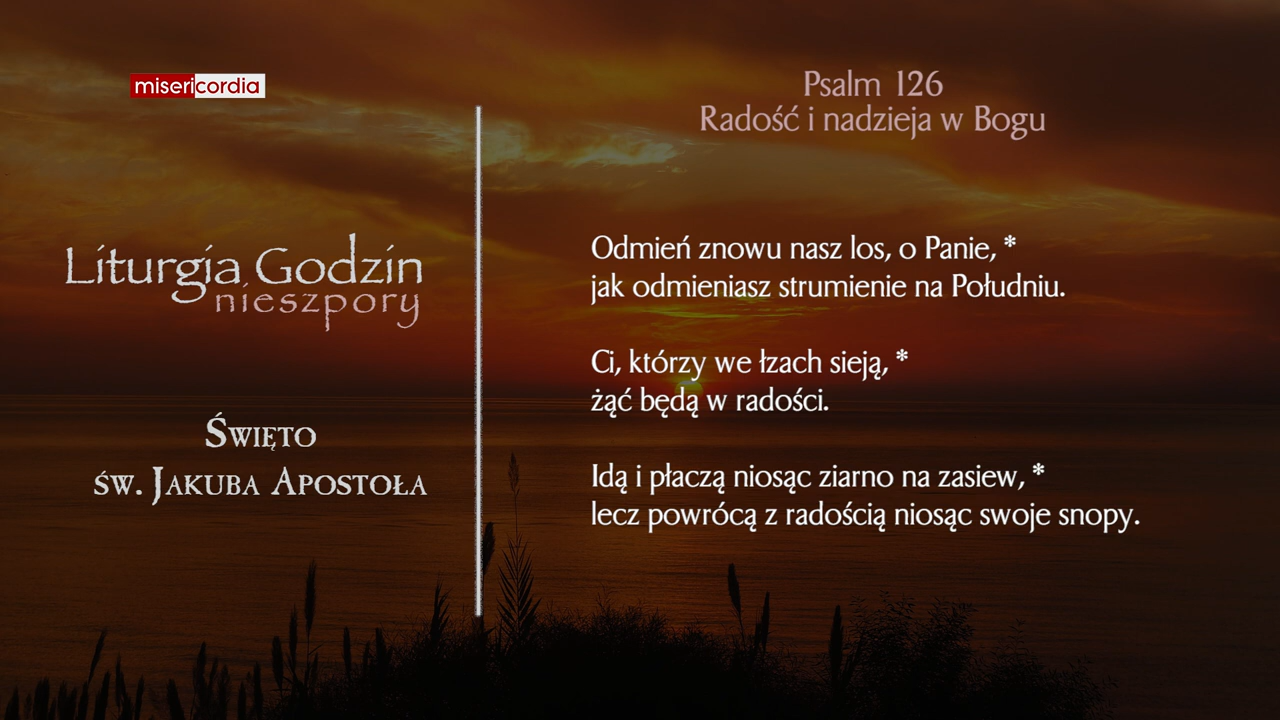 misericordia
Liturgia Godzin
nieszpory
Święto
św. Jakuba Apostoła
Psalm 126
Radość i nadzieja w Bogu
Odmień znowu nasz los, o Panie, *
jak odmieniasz strumienie na Południu.
Ci, którzy we łzach sieją, *
żąć będą w radości.
Idą i płaczą niosąc ziarno na zasiew, *
lecz powrócą z radością niosąc swoje snopy.